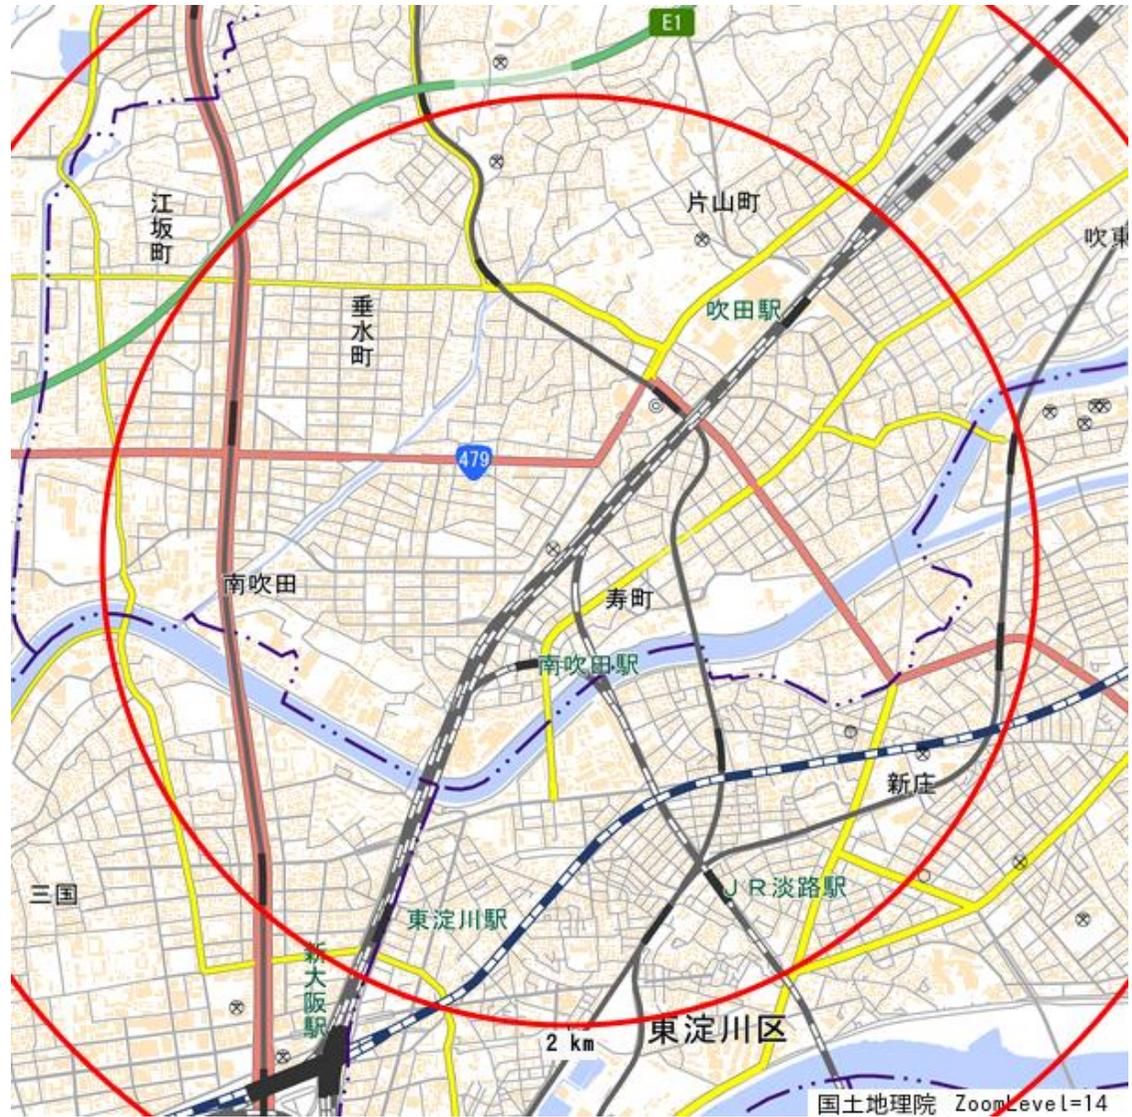 E1
江坂町
片山町
吹東
垂水町
吹田駅
479
南吹田
寿町
南吹田駅
新庄
三国
JR淡路駅
東淀川駅
新大阪駅
2 km
東淀川区
国土地理院 ZoomLevel=14